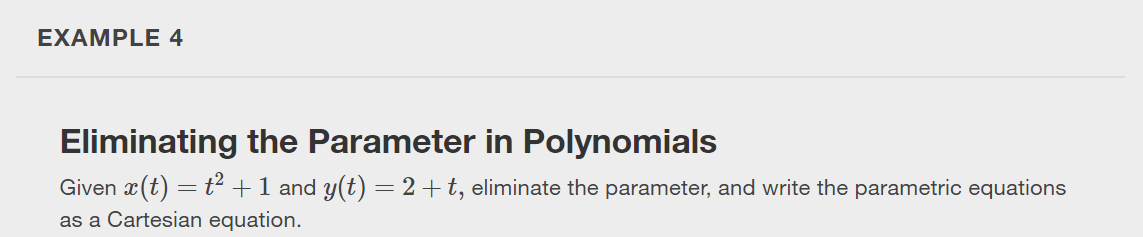 EXAMPLE 4
Eliminating the Parameter in Polynomials
Given x(t) = t² + 1 and y(t) = 2 + t, eliminate the parameter, and write the parametric equations
as a Cartesian equation.